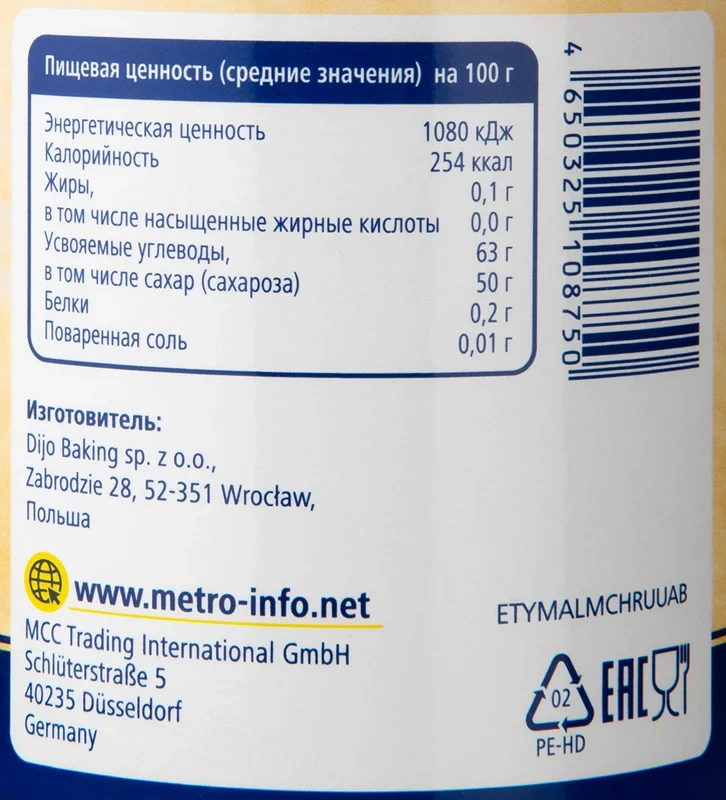 Пищевая ценность (средние значения) на 100 г
Энергетическая ценность 1080 кДж
Калорийность 254 ккал
Жиры, 0,1 г
в том числе насыщенные жирные кислоты 0,0 г
Усвояемые углеводы, 63 г
в том числе сахар (сахароза) 50 г
Белки 0,2 г
Поваренная соль 0,01 г
4 650325 108750
Изготовитель:
Dijo Baking sp. z o.o.,
Zabrodzie 28, 52-351 Wrocław,
Польша
www.metro-info.net
MCC Trading International GmbH
Schlüterstraße 5
40235 Düsseldorf
Germany
ETYMALMCHRUUAB
02
PE-HD
EAC